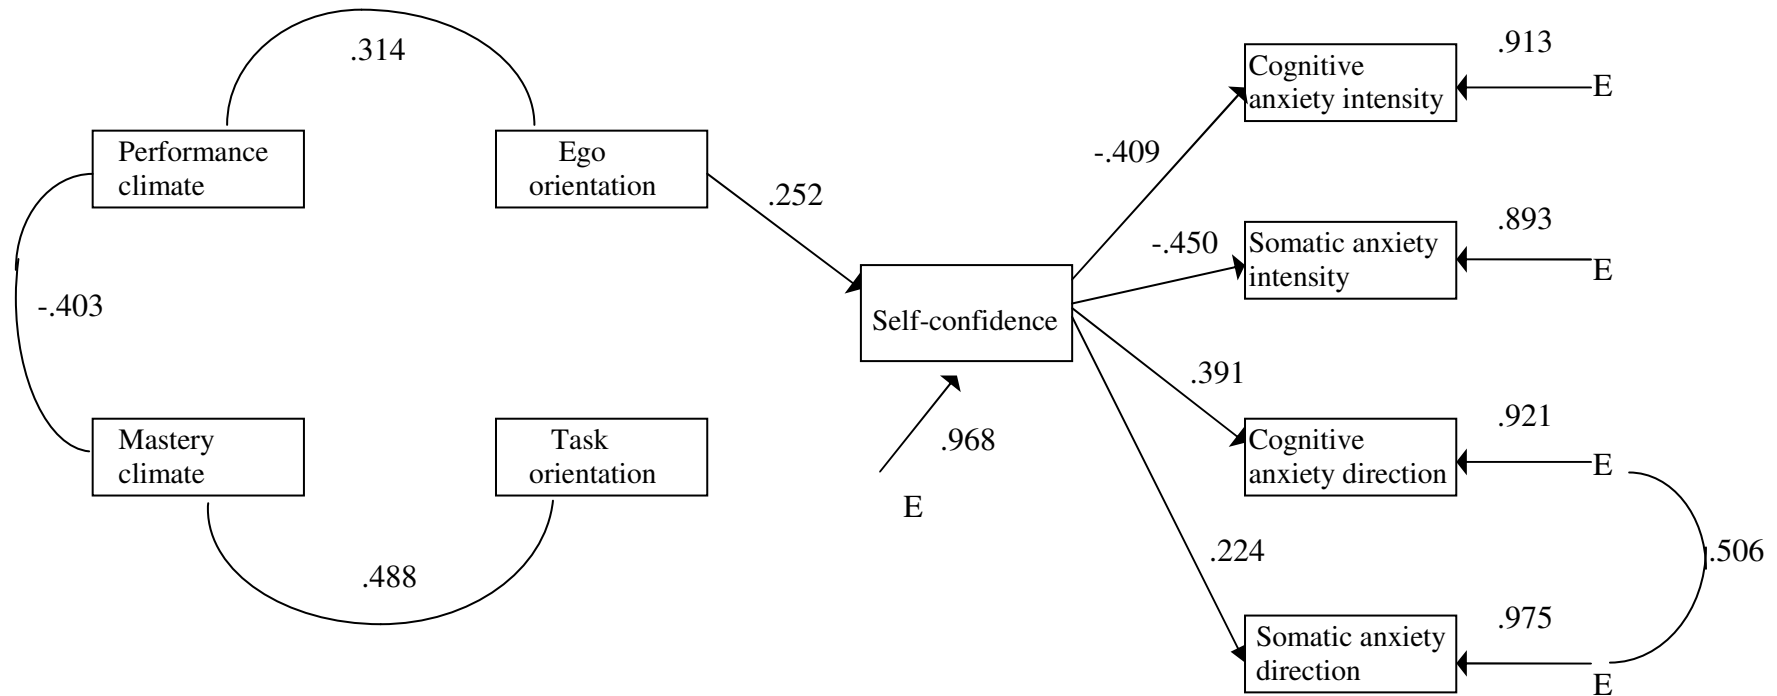 .314
.913
Cognitive
anxiety intensity
E
Performance
climate
Ego
orientation
-.409
.252
-.450
.893
Somatic anxiety
intensity
E
-.403
Self-confidence
.391
.968
E
Mastery
climate
Task
orientation
.921
Cognitive
anxiety direction
E
.488
.224
.506
.975
Somatic anxiety
direction
E